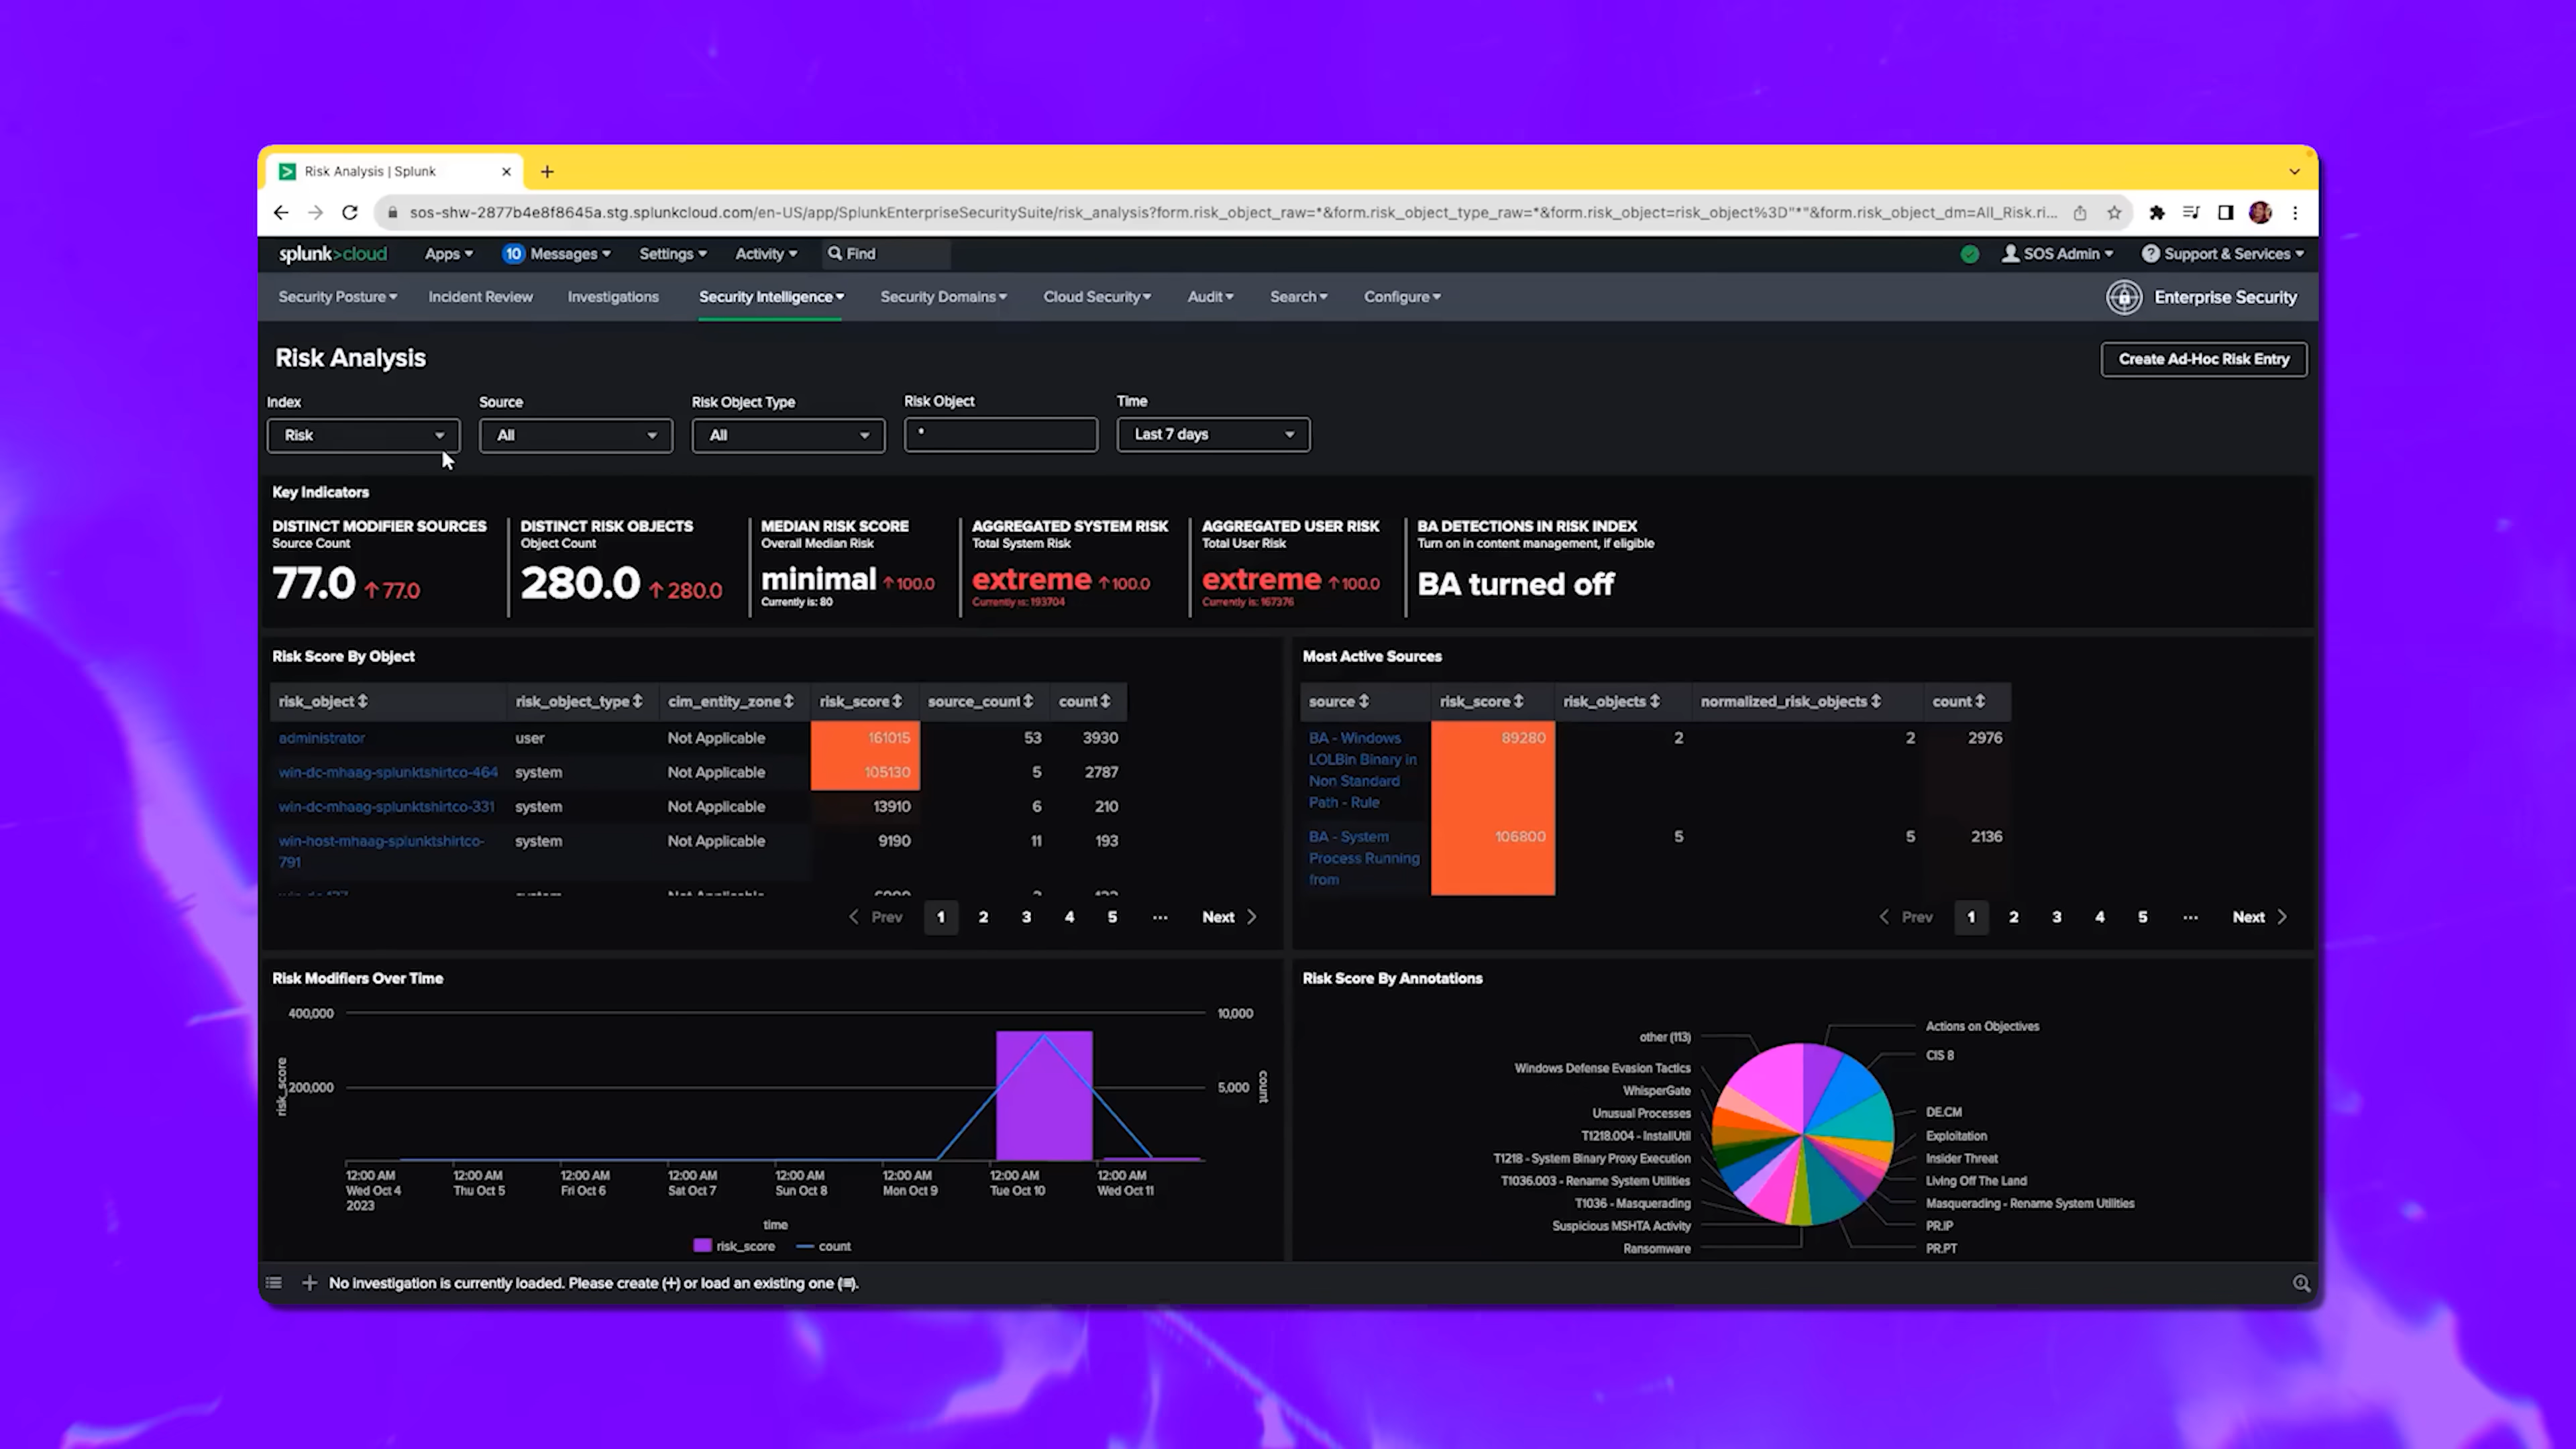 Risk Analysis | Splunk
sos-shw-2877b4e8f8645a.stg.splunkcloud.com/en-US/app/SplunkEnterpriseSecuritySuite/risk_analysis?form.risk_object_raw=*&form.risk_object_type_raw=*&form.risk_object=risk_object%3D"*"&form.risk_object_dm=All_Risk.ri...
splunk>cloud Apps 10 Messages Settings Activity Find SOS Admin Support & Services
Security Posture Incident Review Investigations Security Intelligence Security Domains Cloud Security Audit Search Configure Enterprise Security
Risk Analysis
Create Ad-Hoc Risk Entry
Index Source Risk Object Type Risk Object Time
Risk All All * Last 7 days
Key Indicators
DISTINCT MODIFIER SOURCES
Source Count
77.0 ↑77.0
DISTINCT RISK OBJECTS
Object Count
280.0 ↑280.0
MEDIAN RISK SCORE
Overall Median Risk
minimal ↑100.0
Currently is: 80
AGGREGATED SYSTEM RISK
Total System Risk
extreme ↑100.0
Currently is: 193704
AGGREGATED USER RISK
Total User Risk
extreme ↑100.0
Currently is: 167376
BA DETECTIONS IN RISK INDEX
Turn on in content management, if eligible
BA turned off
Risk Score By Object
risk_object risk_object_type cim_entity_zone risk_score source_count count
administrator user Not Applicable 161015 53 3930
win-dc-mhaag-splunktshirtco-464 system Not Applicable 105130 5 2787
win-dc-mhaag-splunktshirtco-331 system Not Applicable 13910 6 210
win-host-mhaag-splunktshirtco- system Not Applicable 9190 11 193
791
Prev 1 2 3 4 5 ... Next
Most Active Sources
source risk_score risk_objects normalized_risk_objects count
BA - Windows 89280 2 2 2976
LOLBin Binary in
Non Standard
Path - Rule
BA - System 106800 5 5 2136
Process Running
from
Prev 1 2 3 4 5 ... Next
Risk Modifiers Over Time
400,000
200,000
risk_score
10,000
5,000
count
12:00 AM 12:00 AM 12:00 AM 12:00 AM 12:00 AM 12:00 AM 12:00 AM 12:00 AM
Wed Oct 4 Thu Oct 5 Fri Oct 6 Sat Oct 7 Sun Oct 8 Mon Oct 9 Tue Oct 10 Wed Oct 11
2023
time
risk_score count
Risk Score By Annotations
other (113)
Windows Defense Evasion Tactics
WhisperGate
Unusual Processes
T1218.004 - InstallUtil
T1218 - System Binary Proxy Execution
T1036.003 - Rename System Utilities
T1036 - Masquerading
Suspicious MSHTA Activity
Ransomware
Actions on Objectives
CIS 8
DE.CM
Exploitation
Insider Threat
Living Off The Land
Masquerading - Rename System Utilities
PR.IP
PR.PT
No investigation is currently loaded. Please create (+) or load an existing one (≡).